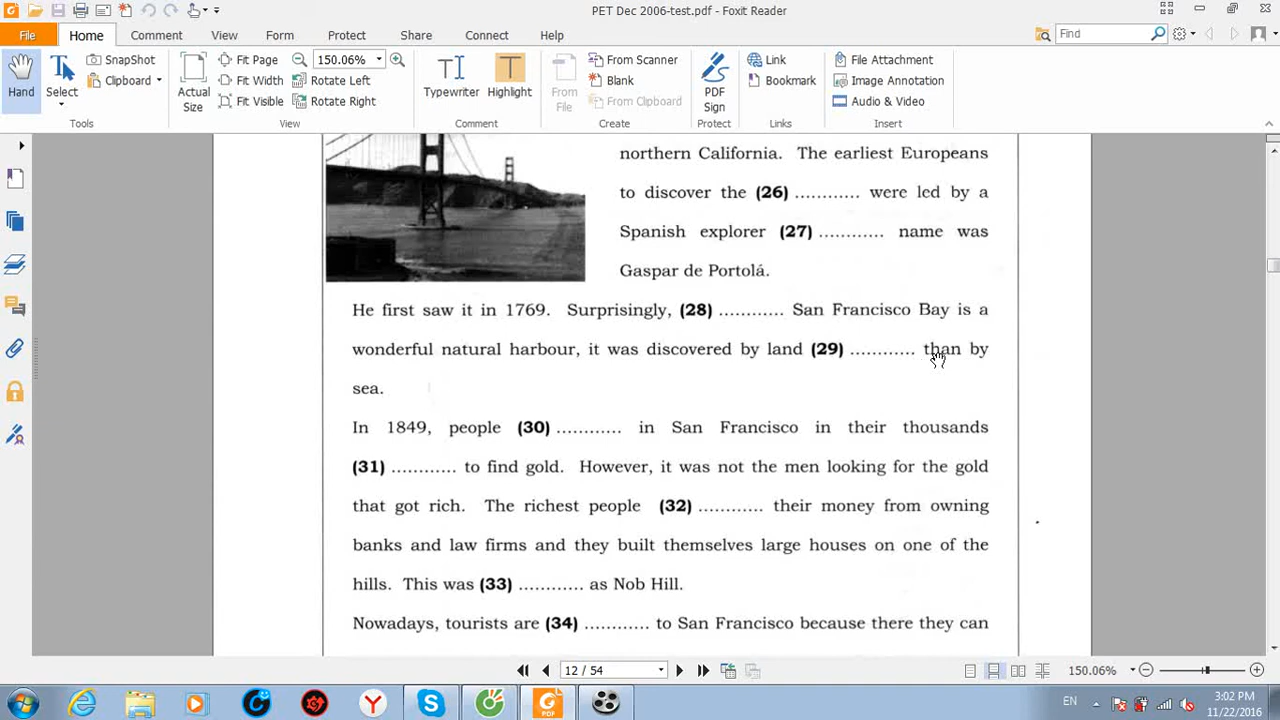 PET Dec 2006-test.pdf - Foxit Reader
File Home Comment View Form Protect Share Connect Help Find
Hand
Select
SnapShot
Clipboard
Actual Size
Fit Page
Fit Width
Fit Visible
150.06%
Rotate Left
Rotate Right
Typewriter
Highlight
From File
From Scanner
Blank
From Clipboard
PDF Sign
Link
Bookmark
File Attachment
Image Annotation
Audio & Video
Tools View Comment Create Protect Links Insert
northern California. The earliest Europeans
to discover the (26) ............ were led by a
Spanish explorer (27) ............ name was
Gaspar de Portolá.
He first saw it in 1769. Surprisingly, (28) ............ San Francisco Bay is a
wonderful natural harbour, it was discovered by land (29) ............ than by
sea.
In 1849, people (30) ............ in San Francisco in their thousands
(31) ............ to find gold. However, it was not the men looking for the gold
that got rich. The richest people (32) ............ their money from owning
banks and law firms and they built themselves large houses on one of the
hills. This was (33) ............ as Nob Hill.
Nowadays, tourists are (34) ............ to San Francisco because there they can
12 / 54
150.06%
EN
3:02 PM
11/22/2016